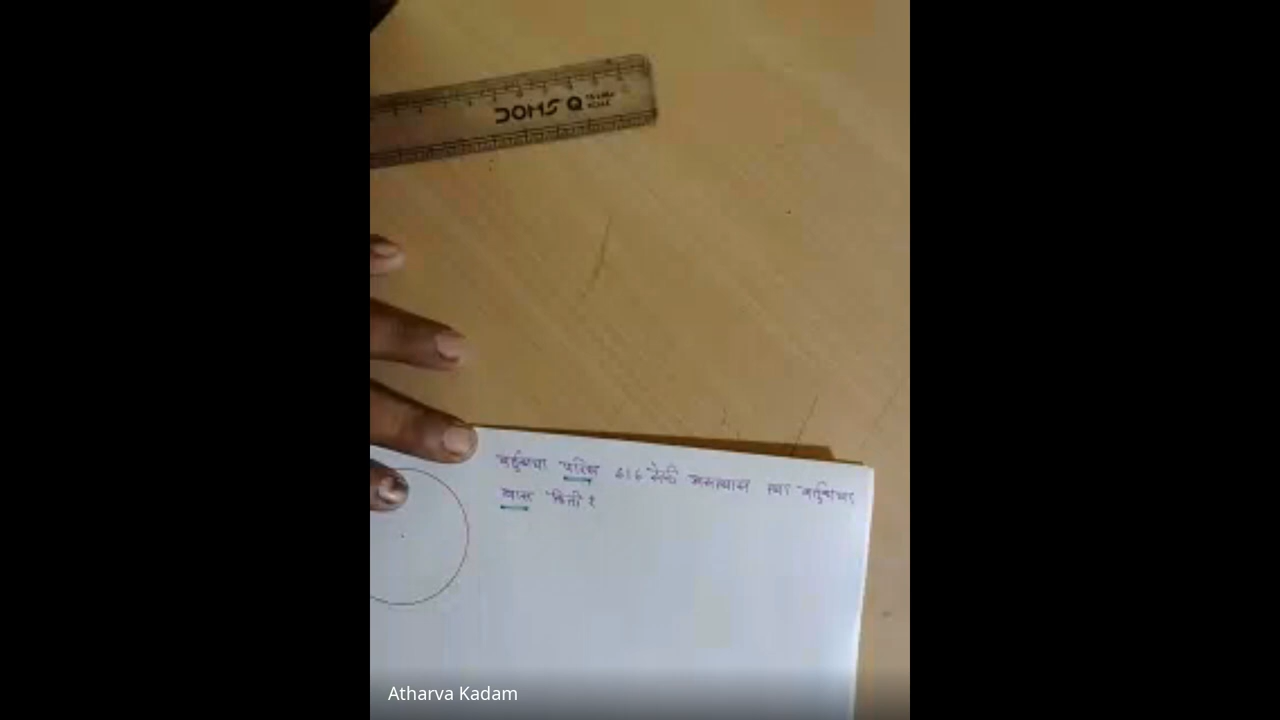 DOMS Q
वर्तुळाचा परिघ 616 सेमी असल्यास त्या वर्तुळाचा
व्यास किती ?
Atharva Kadam